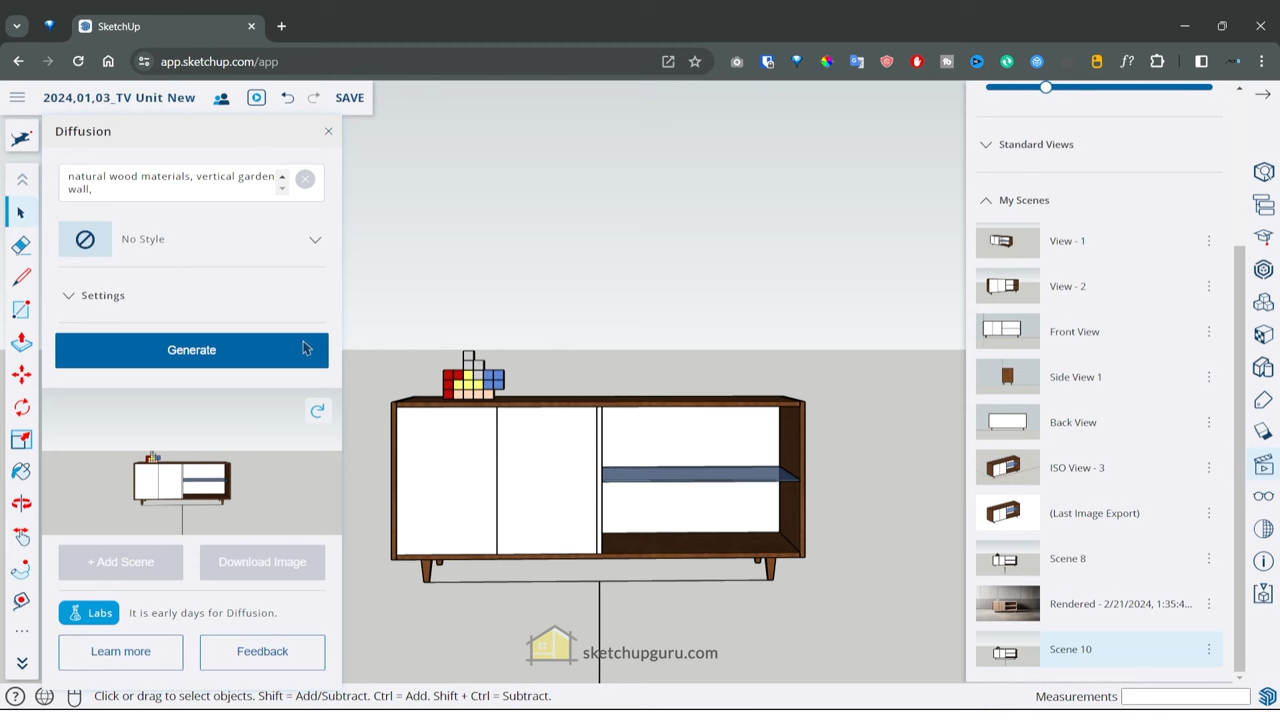 SketchUp
app.sketchup.com/app
2024,01,03_TV Unit New
SAVE
Diffusion
natural wood materials, vertical garden
wall,
No Style
Settings
Generate
+ Add Scene
Download Image
Labs
It is early days for Diffusion.
Learn more
Feedback
Standard Views
My Scenes
View - 1
View - 2
Front View
Side View 1
Back View
ISO View - 3
(Last Image Export)
Scene 8
Rendered - 2/21/2024, 1:35:4...
Scene 10
sketchupguru.com
Click or drag to select objects. Shift = Add/Subtract. Ctrl = Add. Shift + Ctrl = Subtract.
Measurements